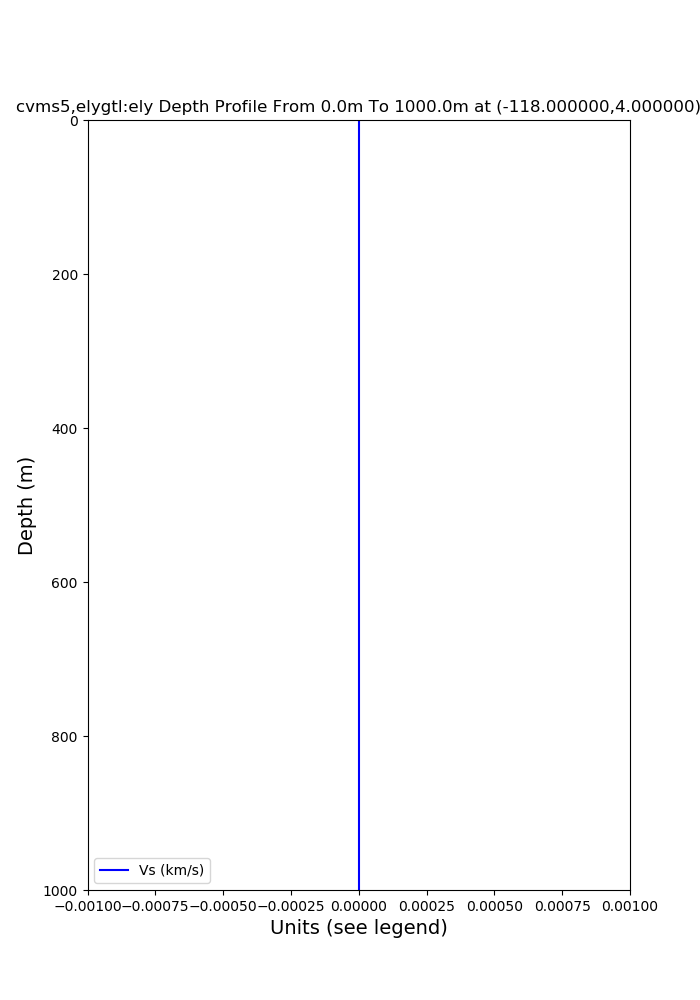 cvms5,elygtl:ely Depth Profile From 0.0m To 1000.0m at (-118.000000,4.000000)
0
200
400
600
800
1000
Depth (m)
Vs (km/s)
−0.00100 −0.00075 −0.00050 −0.00025 0.00000 0.00025 0.00050 0.00075 0.00100
Units (see legend)